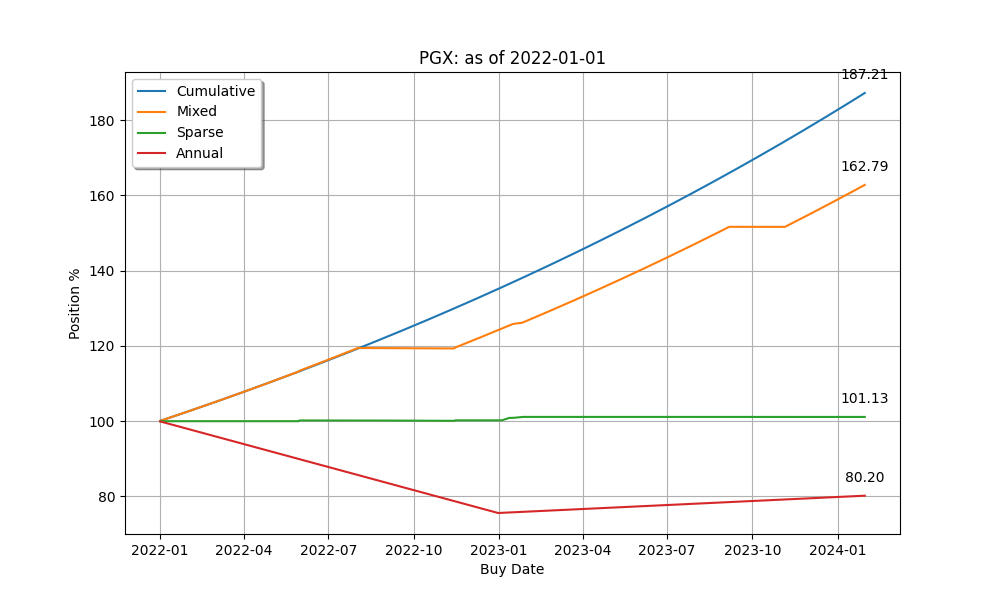 PGX: as of 2022-01-01
187.21
Cumulative
Mixed
Sparse
Annual
162.79
101.13
80.20
180
160
140
120
100
80
Position %
2022-01 2022-04 2022-07 2022-10 2023-01 2023-04 2023-07 2023-10 2024-01
Buy Date